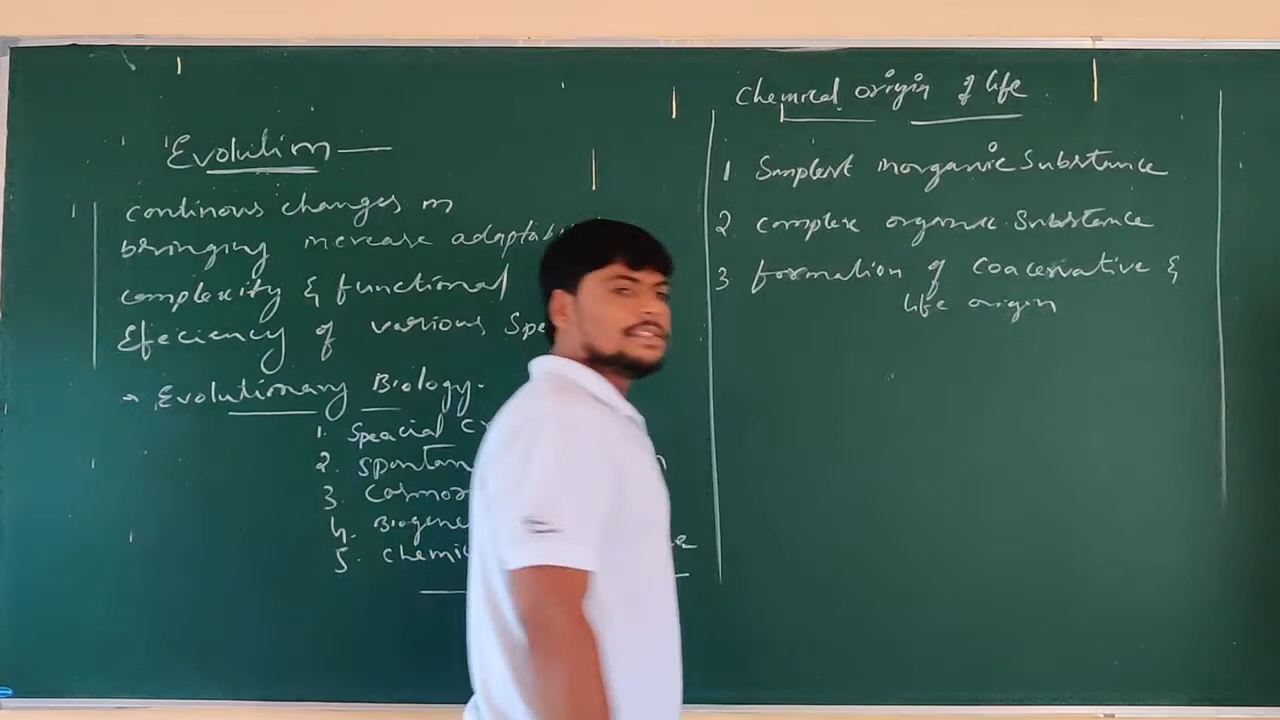 Evolution —
continous changes in
bringing increase adaptab
complexity & functional
Efeciency of various Spe
Evolutionary Biology.
1. Speacial C
2. Spontan
3. Cosmoz
4. Biogene
5. Chemic
Chemical origin of life
1 Simplest inorganic Substance
2. complex organic Substance
3 formation of Coacervative &
life origin